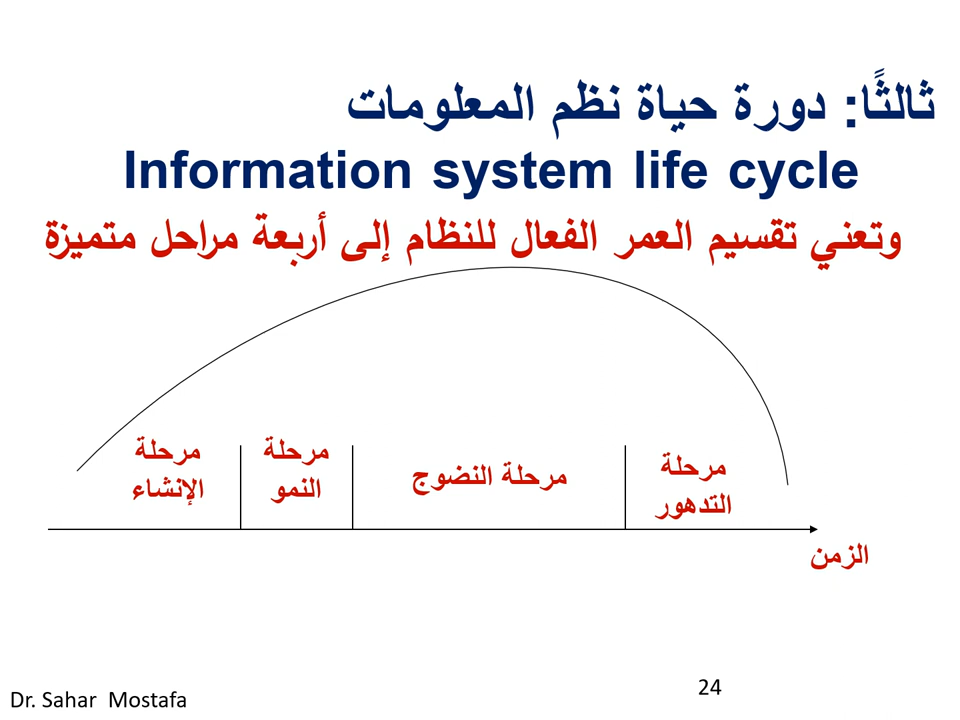 ثالثًا: دورة حياة نظم المعلومات
Information system life cycle
وتعني تقسيم العمر الفعال للنظام إلى أربعة مراحل متميزة
مرحلة
الإنشاء
مرحلة
النمو
مرحلة النضوج
مرحلة
التدهور
الزمن
24
Dr. Sahar Mostafa